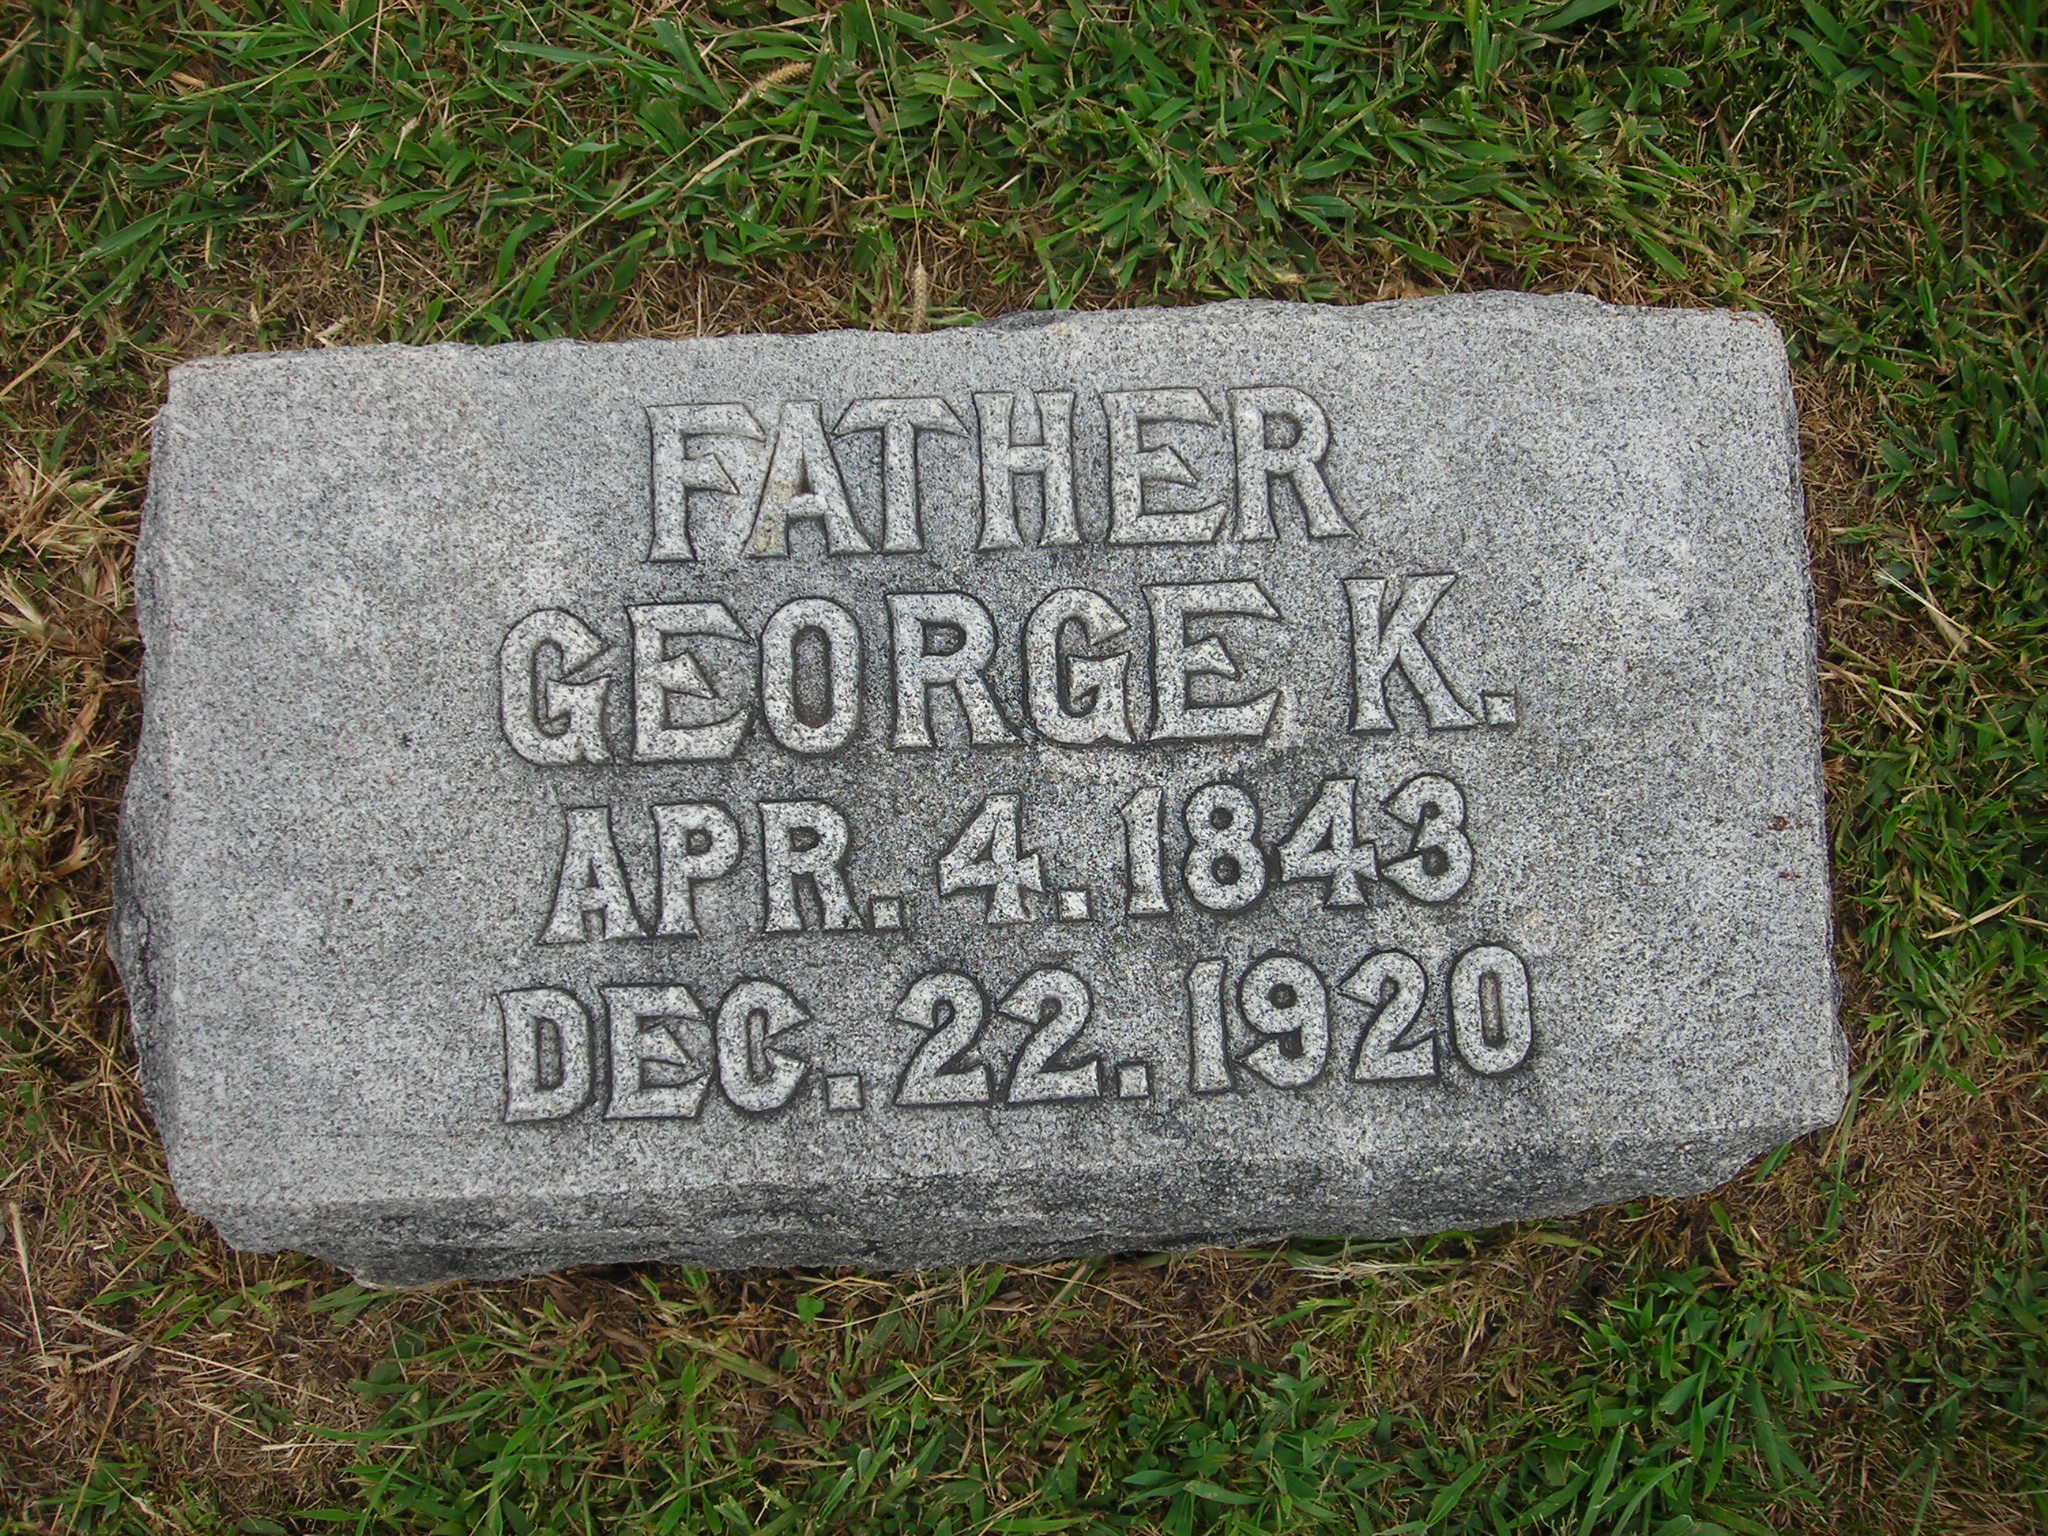 FATHER
GEORGE K.
APR. 4. 1843
DEC. 22. 1920